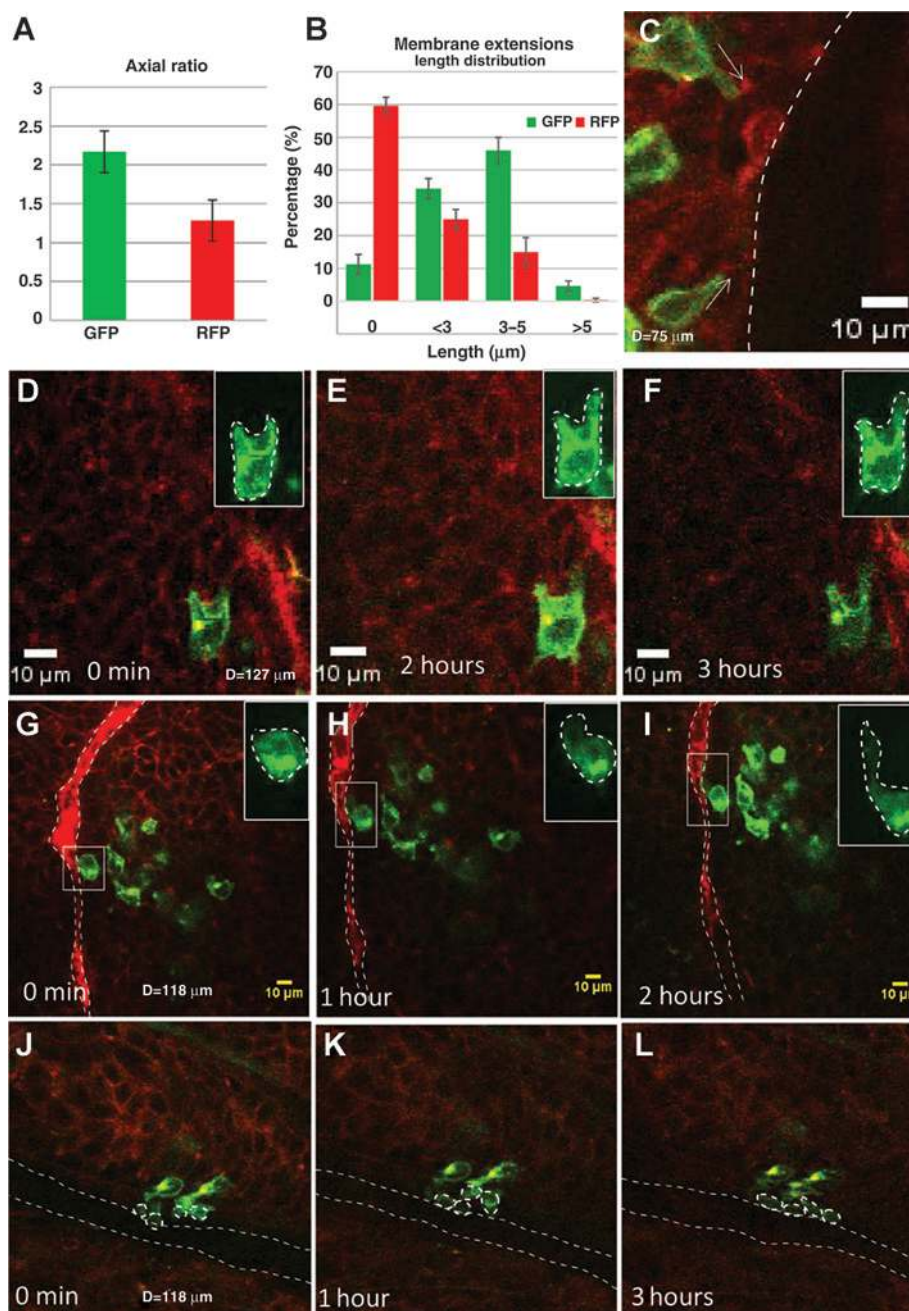 A
Axial ratio
3
2.5
2
1.5
1
0.5
0
GFP RFP
B
Membrane extensions
length distribution
GFP RFP
Percentage (%)
70
60
50
40
30
20
10
0
0 <3 3–5 >5
Length (μm)
C
D=75 μm
10 μm
D
10 μm
0 min
D=127 μm
E
10 μm
2 hours
F
10 μm
3 hours
G
0 min
D=118 μm
10 μm
H
1 hour
10 μm
I
2 hours
10 μm
J
0 min
D=118 μm
K
1 hour
L
3 hours